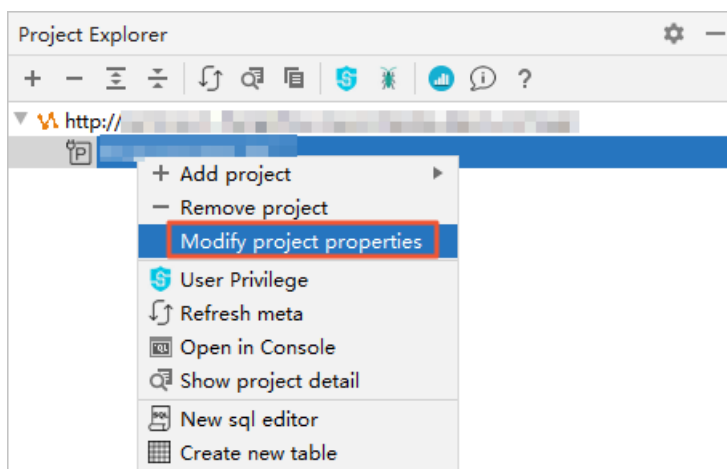 Project Explorer
http://
Add project
Remove project
Modify project properties
User Privilege
Refresh meta
Open in Console
Show project detail
New sql editor
Create new table